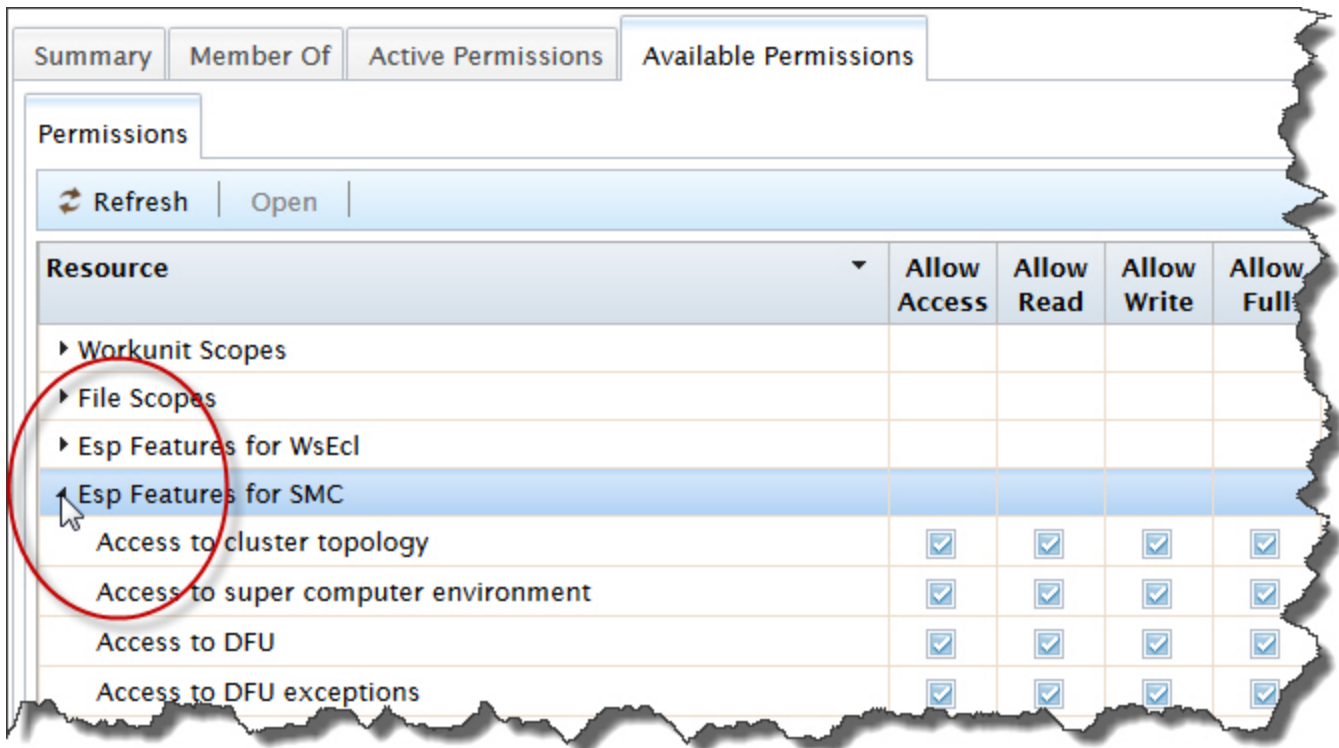 Summary Member Of Active Permissions Available Permissions
Permissions
Refresh Open
Resource Allow Access Allow Read Allow Write Allow Full
Workunit Scopes
File Scopes
Esp Features for WsEcl
Esp Features for SMC
Access to cluster topology
Access to super computer environment
Access to DFU
Access to DFU exceptions